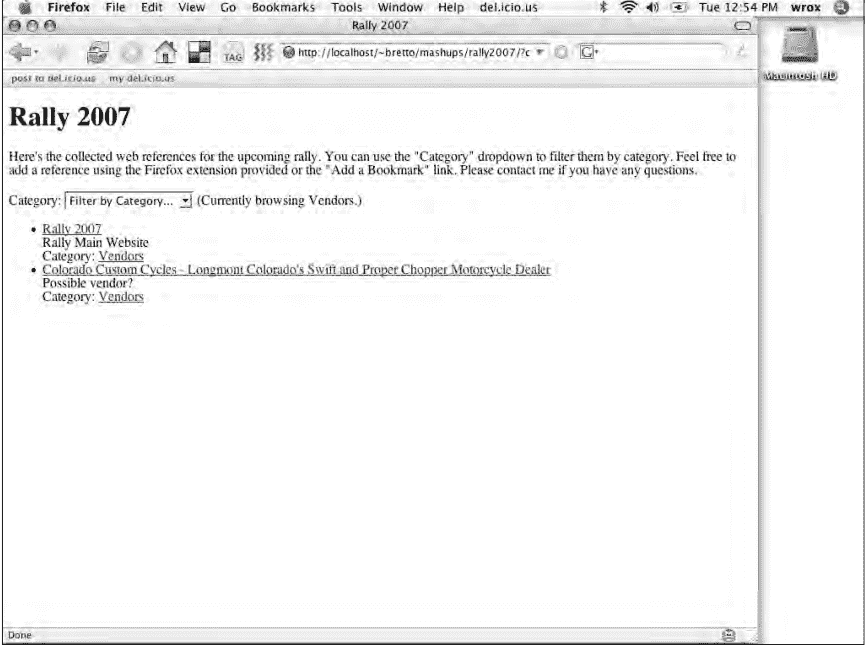 Firefox File Edit View Go Bookmarks Tools Window Help del.icio.us Tue 12:54 PM wrox
Rally 2007
TAG http://localhost/~bretto/mashups/rally2007/?c G
post to del.icio.us my del.icio.us
Macintosh HD
Rally 2007
Here's the collected web references for the upcoming rally. You can use the "Category" dropdown to filter them by category. Feel free to
add a reference using the Firefox extension provided or the "Add a Bookmark" link. Please contact me if you have any questions.
Category: Filter by Category... (Currently browsing Vendors.)
• Rally 2007
Rally Main Website
Category: Vendors
• Colorado Custom Cycles - Longmont Colorado's Swift and Proper Chopper Motorcycle Dealer
Possible vendor?
Category: Vendors
Done